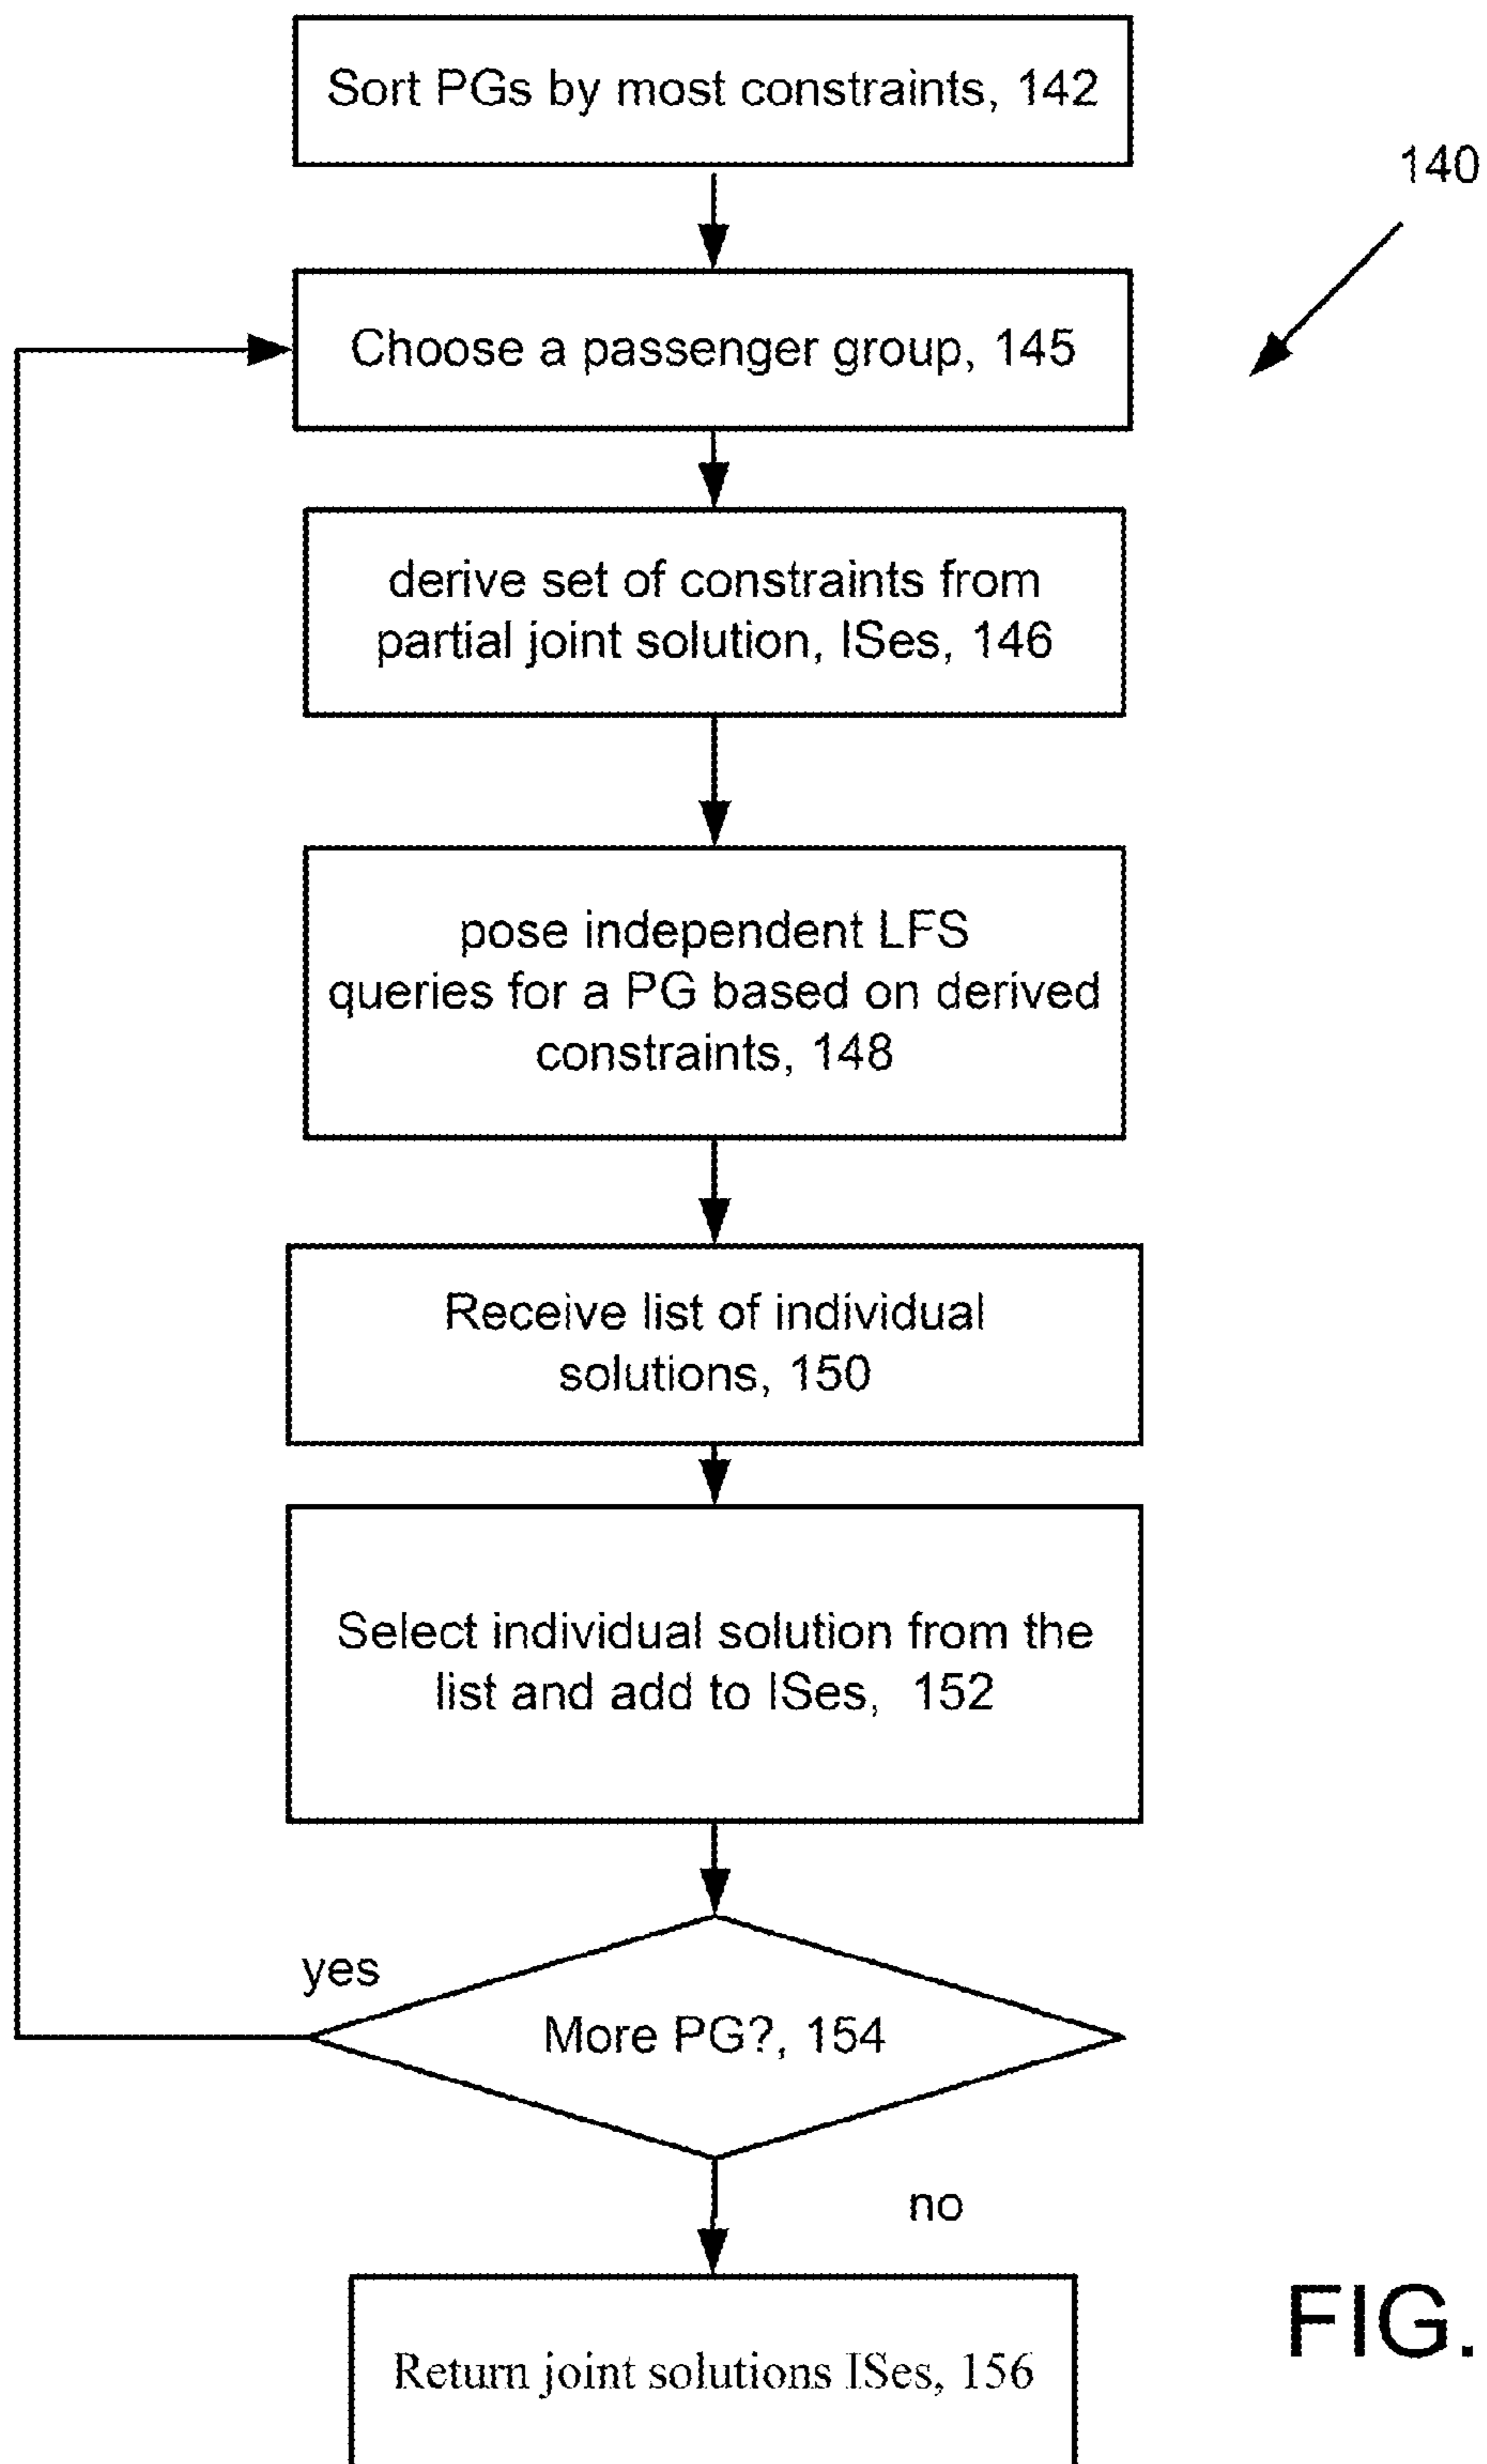 Sort PGs by most constraints, 142
140
Choose a passenger group, 145
derive set of constraints from
partial joint solution, ISes, 146
pose independent LFS
queries for a PG based on derived
constraints, 148
Receive list of individual
solutions, 150
Select individual solution from the
list and add to ISes, 152
yes
More PG?, 154
no
Return joint solutions ISes, 156
FIG.